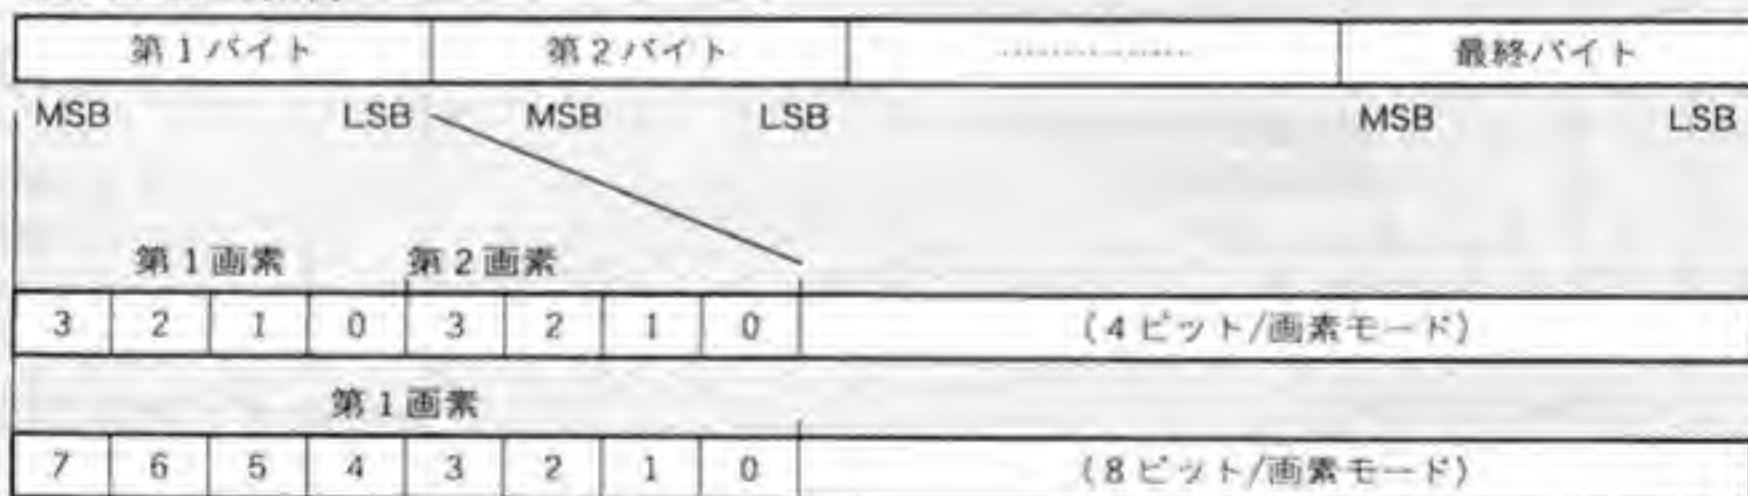 第1バイト 第2バイト ................ 最終バイト
MSB LSB MSB LSB MSB LSB
第1画素 第2画素
3 2 1 0 3 2 1 0 (4ビット/画素モード)
第1画素
7 6 5 4 3 2 1 0 (8ビット/画素モード)